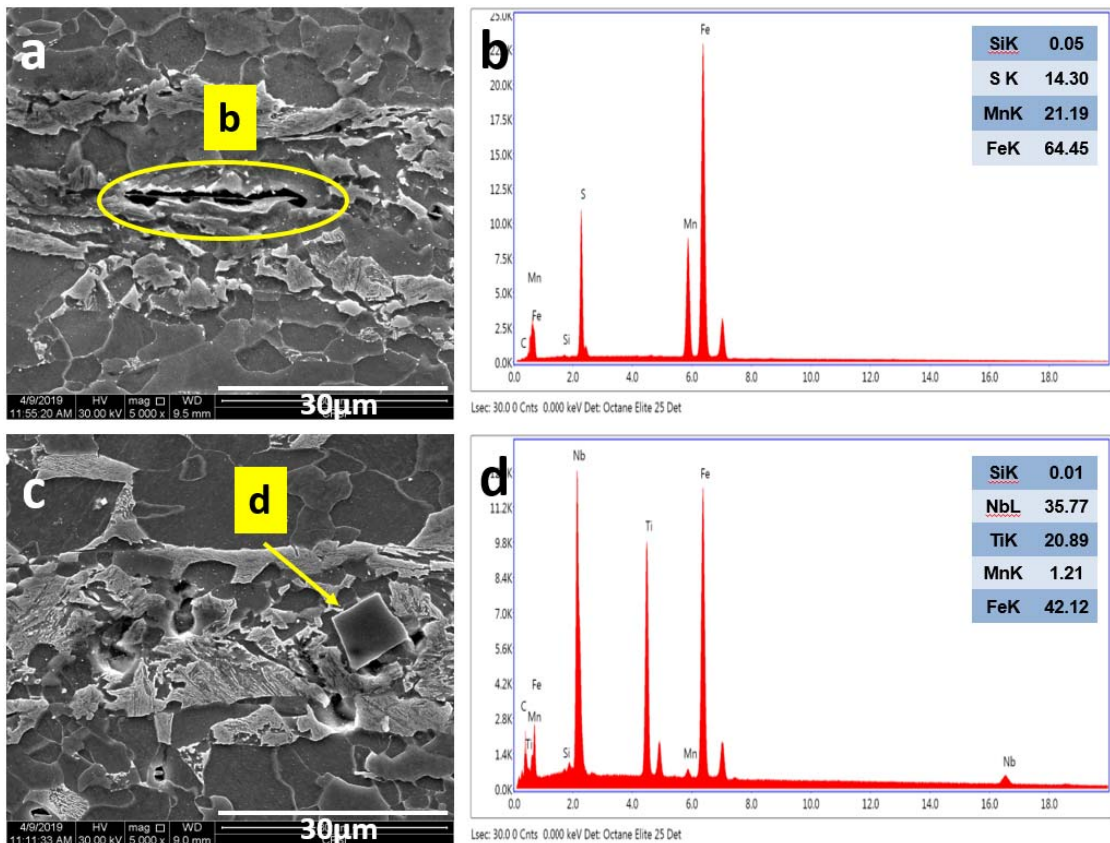 a
b
4/9/2019 HV mag □ WD
11:55:20 AM 30.00 kV 5 000 x 9.5 mm
30µm
b
25.0K
20.0K
17.5K
15.0K
12.5K
10.0K
7.5K
5.0K
2.5K
0.0K
Fe
S
Mn
Mn
Fe
C
Si
0.0 2.0 4.0 6.0 8.0 10.0 12.0 14.0 16.0 18.0
SiK 0.05
S K 14.30
MnK 21.19
FeK 64.45
Lsec: 30.0 0 Cnts 0.000 keV Det: Octane Elite 25 Det
c
d
4/9/2019 HV mag □ WD
11:11:33 AM 30.00 kV 5 000 x 9.0 mm
30µm
d
11.2K
9.8K
8.4K
7.0K
5.6K
4.2K
2.8K
1.4K
0.0K
Nb
Fe
Ti
Fe
C
Mn
Ti
Si
Mn
Nb
0.0 2.0 4.0 6.0 8.0 10.0 12.0 14.0 16.0 18.0
SiK 0.01
NbL 35.77
TiK 20.89
MnK 1.21
FeK 42.12
Lsec: 30.0 0 Cnts 0.000 keV Det: Octane Elite 25 Det